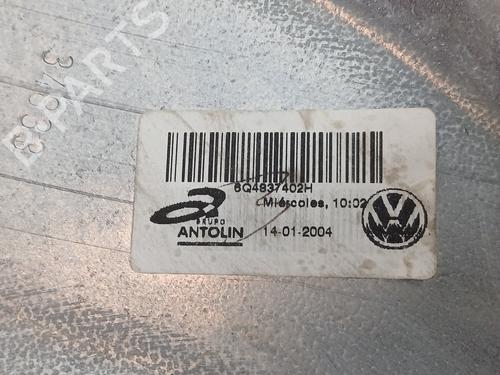 B-PARTS
6Q4837402H
Miércoles, 10:02
GRUPO
ANTOLIN
14-01-2004